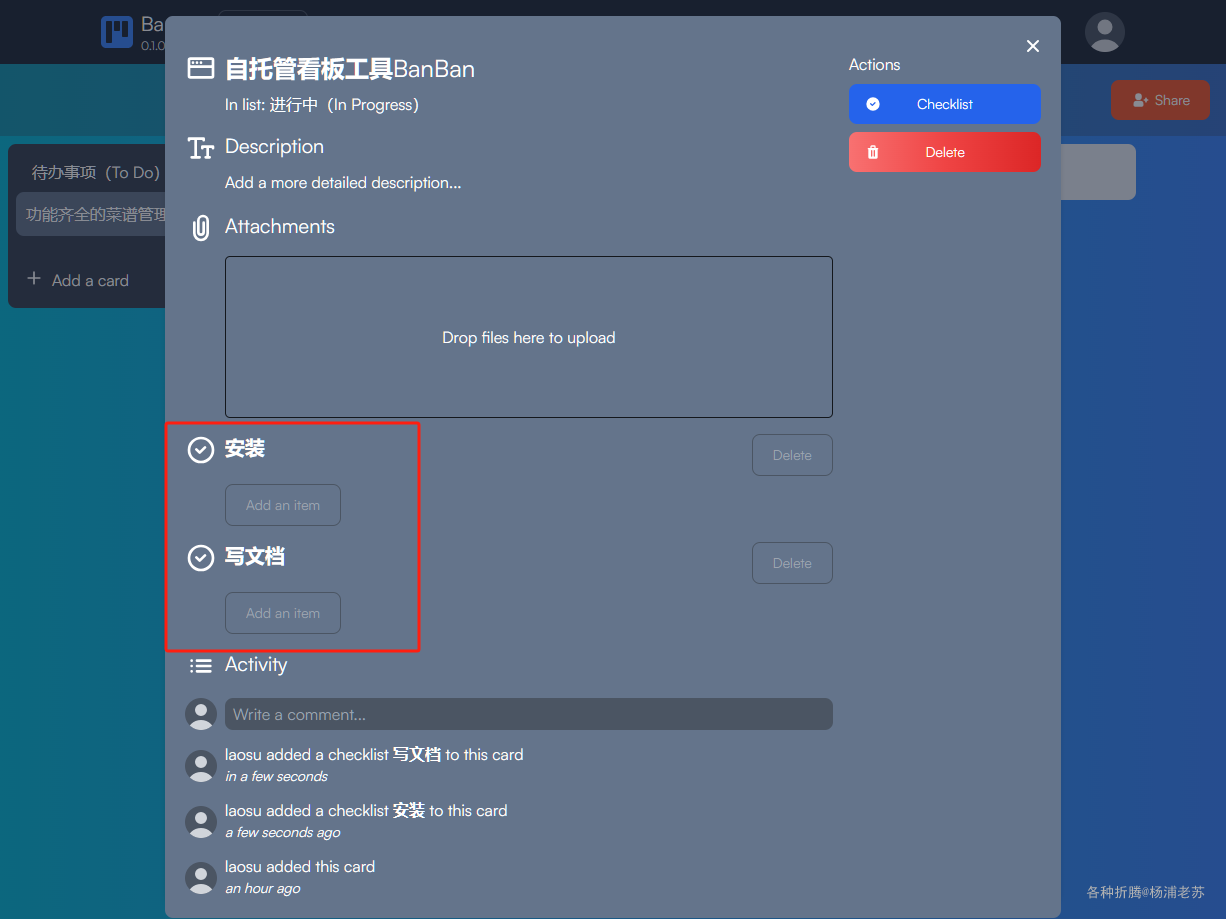 Ba
0.1.0
Share
待办事项（To Do）
功能齐全的菜谱管理
Add a card
自托管看板工具BanBan
In list: 进行中（In Progress）
Description
Add a more detailed description...
Attachments
Drop files here to upload
Actions
Checklist
Delete
安装
Delete
Add an item
写文档
Delete
Add an item
Activity
Write a comment...
laosu added a checklist 写文档 to this card
in a few seconds
laosu added a checklist 安装 to this card
a few seconds ago
laosu added this card
an hour ago
各种折腾@杨浦老苏